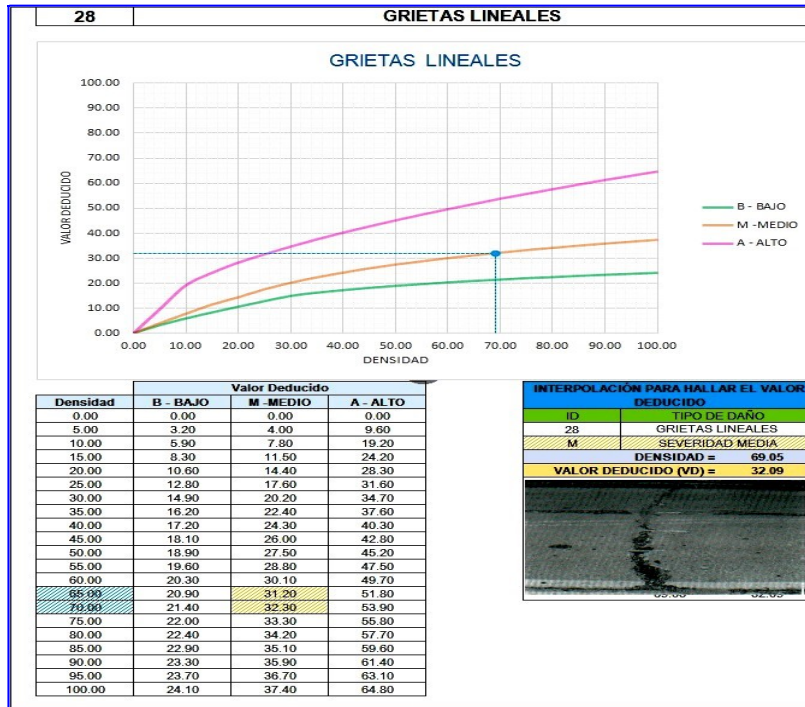 28 GRIETAS LINEALES
GRIETAS LINEALES
100.00
90.00
80.00
70.00
60.00
50.00
40.00
30.00
20.00
10.00
0.00
VALOR DEDUCIDO
0.00 10.00 20.00 30.00 40.00 50.00 60.00 70.00 80.00 90.00 100.00
DENSIDAD
B - BAJO
M -MEDIO
A - ALTO
Valor Deducido
Densidad B - BAJO M -MEDIO A - ALTO
0.00 0.00 0.00 0.00
5.00 3.20 4.00 9.60
10.00 5.90 7.80 19.20
15.00 8.30 11.50 24.20
20.00 10.60 14.40 28.30
25.00 12.80 17.60 31.60
30.00 14.90 20.20 34.70
35.00 16.20 22.40 37.60
40.00 17.20 24.30 40.30
45.00 18.10 26.00 42.80
50.00 18.90 27.50 45.20
55.00 19.60 28.80 47.50
60.00 20.30 30.10 49.70
65.00 20.90 31.20 51.80
70.00 21.40 32.30 53.90
75.00 22.00 33.30 55.80
80.00 22.40 34.20 57.70
85.00 22.90 35.10 59.60
90.00 23.30 35.90 61.40
95.00 23.70 36.70 63.10
100.00 24.10 37.40 64.80
INTERPOLACIÓN PARA HALLAR EL VALOR
DEDUCIDO
ID TIPO DE DAÑO
28 GRIETAS LINEALES
M SEVERIDAD MEDIA
DENSIDAD = 69.05
VALOR DEDUCIDO (VD) = 32.09